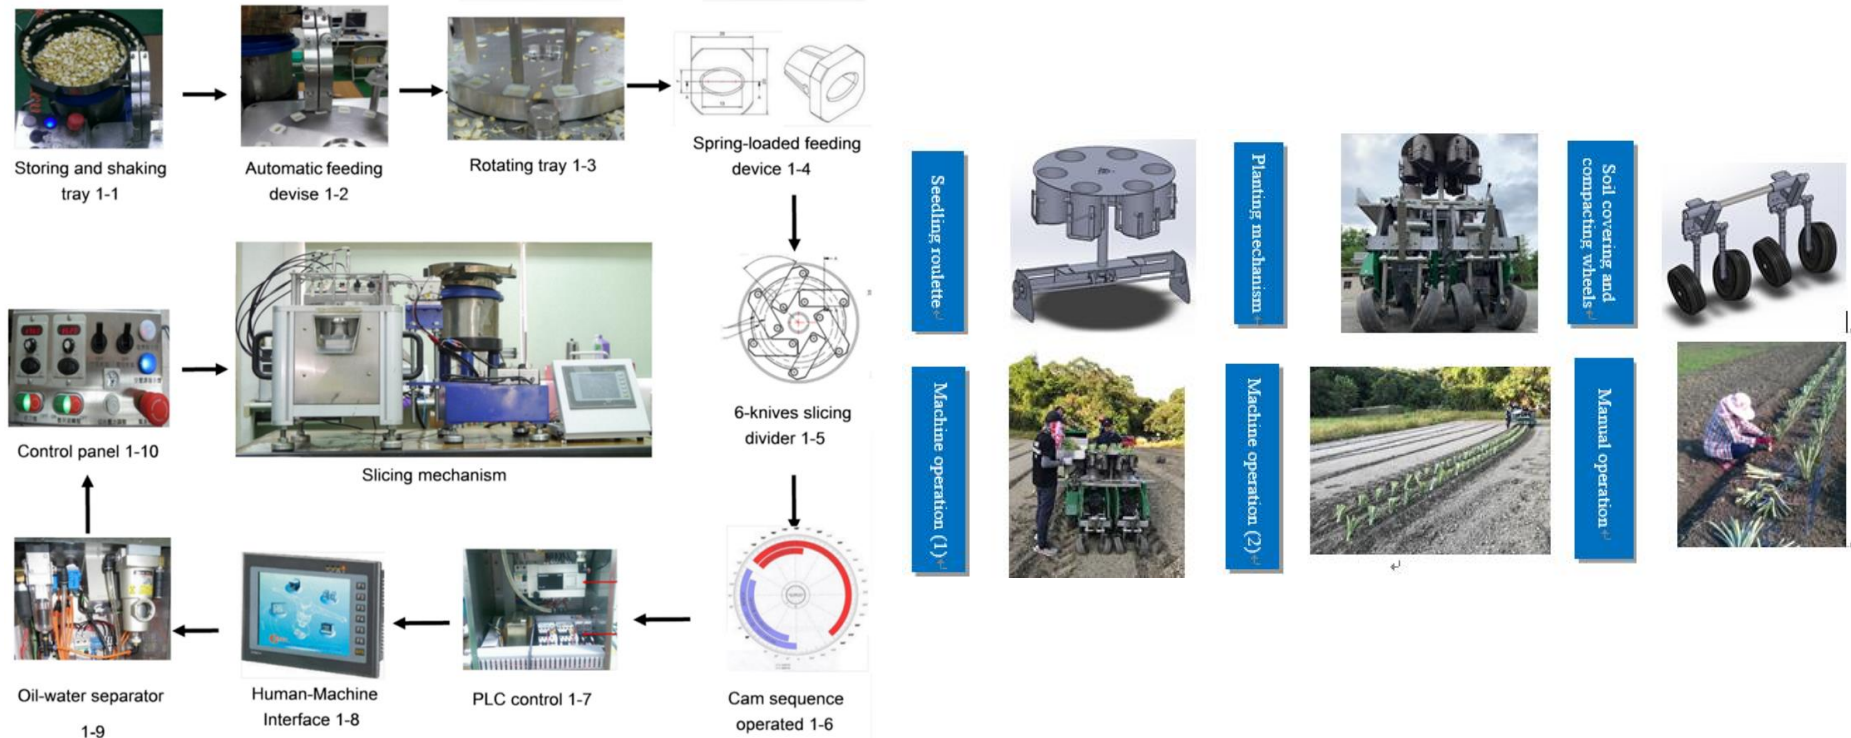 Storing and shaking
tray 1-1
Automatic feeding
devise 1-2
Rotating tray 1-3
Spring-loaded feeding
device 1-4
6-knives slicing
divider 1-5
Cam sequence
operated 1-6
PLC control 1-7
Human-Machine
Interface 1-8
Oil-water separator
1-9
Control panel 1-10
Slicing mechanism
Seedling roulette
Planting mechanism
Soil covering and
compacting wheels
Machine operation (1)
Machine operation (2)
Manual operation